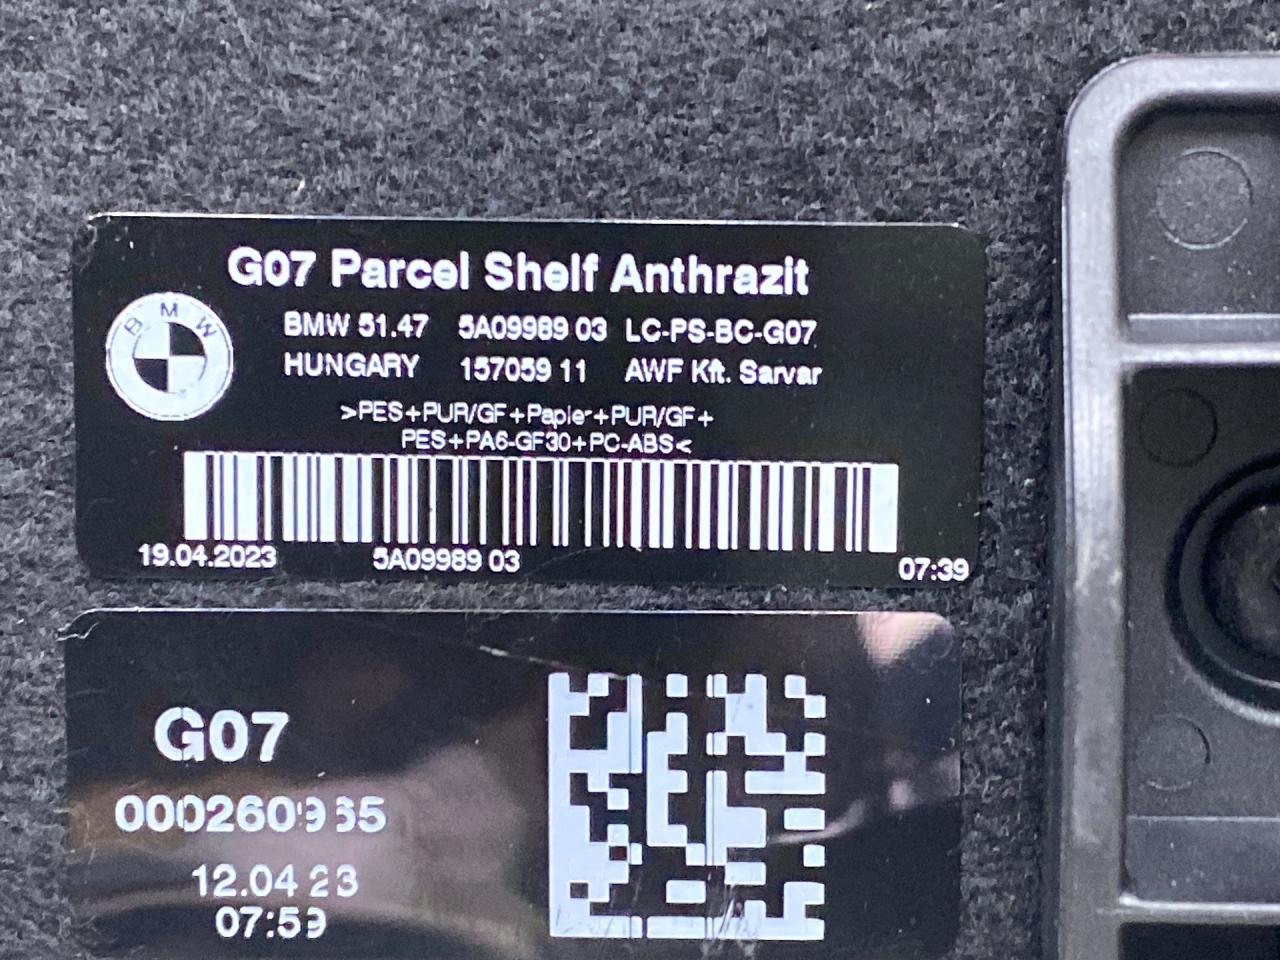 G07 Parcel Shelf Anthrazit
BMW
BMW 51.47 5A09989 03 LC-PS-BC-G07
HUNGARY 157059 11 AWF Kft. Sarvar
>PES+PUR/GF+Papier+PUR/GF+
PES+PA6-GF30+PC-ABS<
19.04.2023 5A09989 03 07:39
G07
12.04 23
07:59